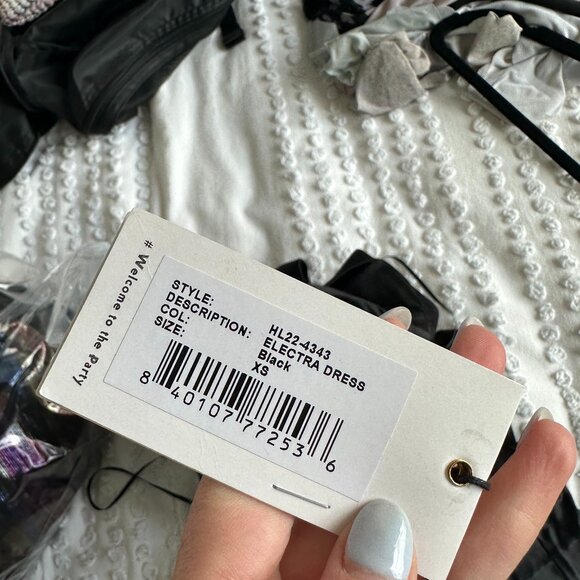 # Welcome to the Party
STYLE: HL22-4343
DESCRIPTION: ELECTRA DRESS
COL: Black
SIZE: XS
8 40107 77253 6